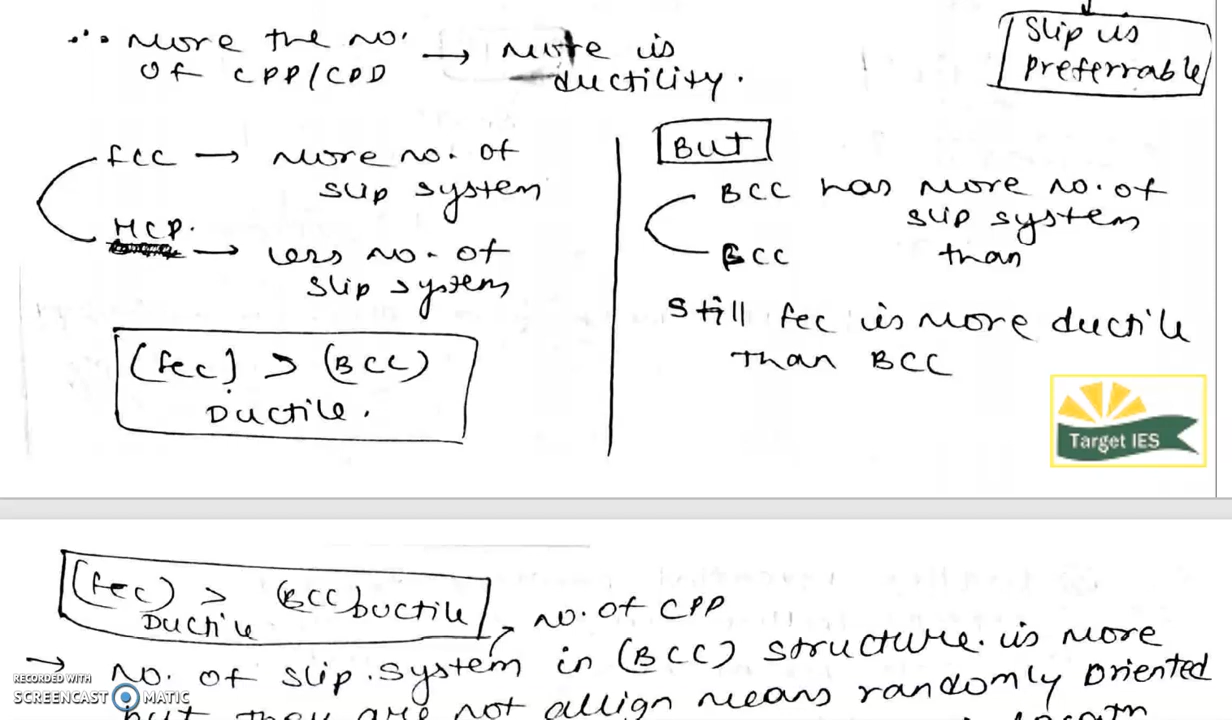 ∴ More the no. → more is
of CPP/CPD ductility.
Slip is
preferrable
FCC → More no. of
slip system
HCP. → Less no. of
slip system
(FCC) > (BCC)
Ductile.
But
BCC has more no. of
slip system
BCC than
Still FCC is more ductile
than BCC
Target IES
(FCC) > (BCC) Ductile
Ductile
no. of CPP
→ No. of slip system in (BCC) structure is more
but they are not allign means randomly oriented
RECORDED WITH
SCREENCAST MATIC